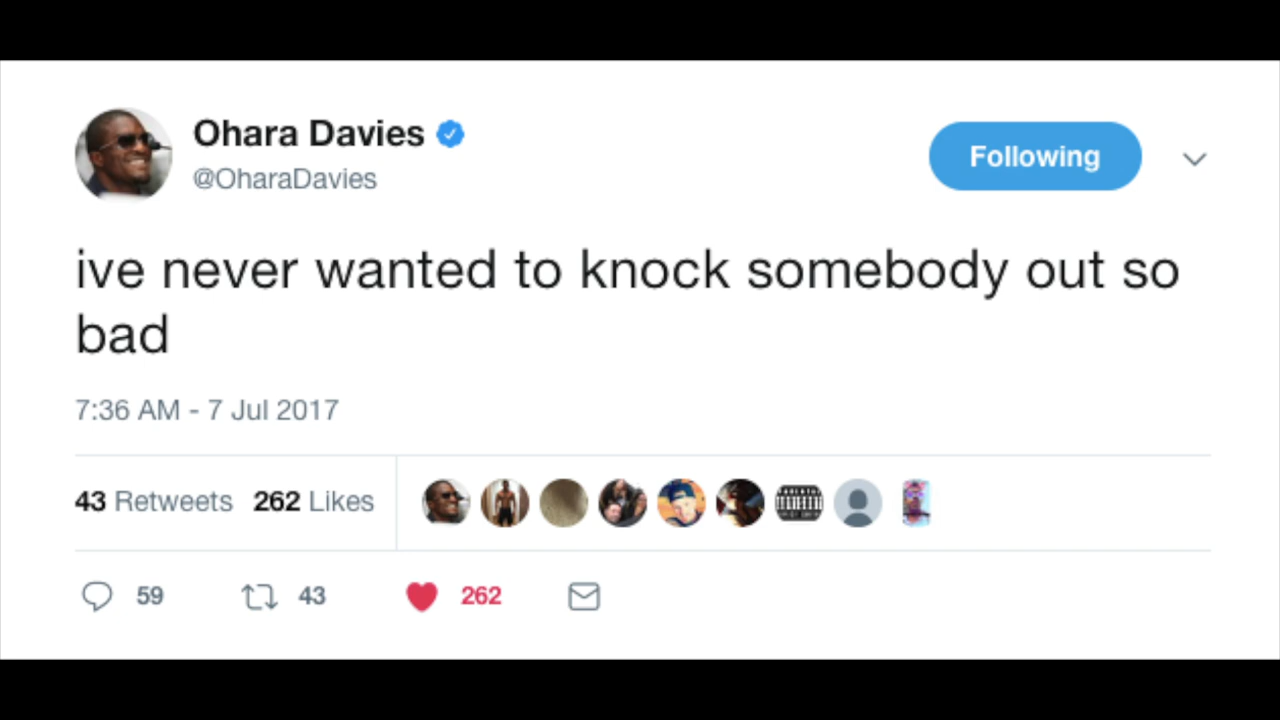 Ohara Davies
@OharaDavies
Following
ive never wanted to knock somebody out so
bad
7:36 AM - 7 Jul 2017
43 Retweets 262 Likes
59 43 262